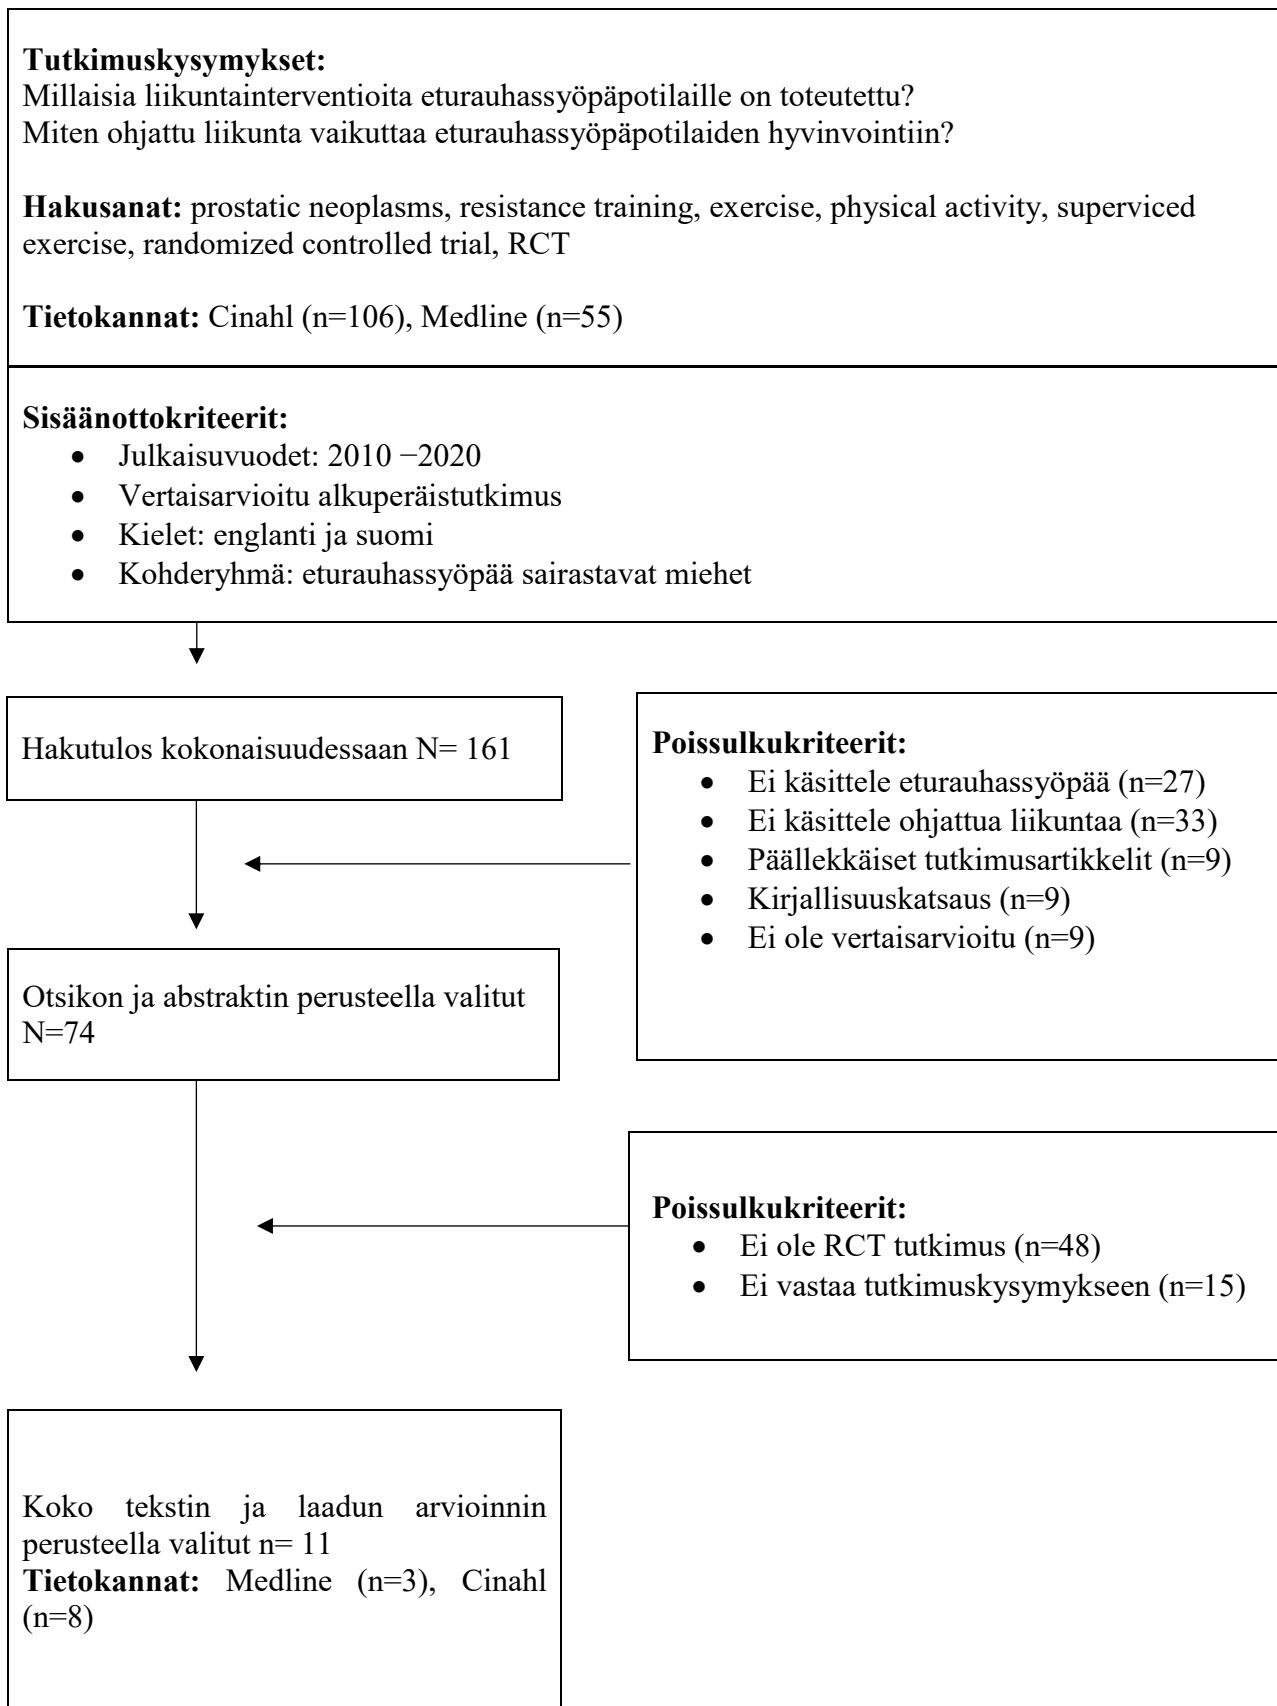 Tutkimuskysymykset:
Millaisia liikuntainterventioita eturauhassyöpäpotilaille on toteutettu?
Miten ohjattu liikunta vaikuttaa eturauhassyöpäpotilaiden hyvinvointiin?
Hakusanat: prostatic neoplasms, resistance training, exercise, physical activity, superviced
exercise, randomized controlled trial, RCT
Tietokannat: Cinahl (n=106), Medline (n=55)
Sisäänottokriteerit:
• Julkaisuvuodet: 2010 −2020
• Vertaisarvioitu alkuperäistutkimus
• Kielet: englanti ja suomi
• Kohderyhmä: eturauhassyöpää sairastavat miehet
Hakutulos kokonaisuudessaan N= 161
Poissulkukriteerit:
• Ei käsittele eturauhassyöpää (n=27)
• Ei käsittele ohjattua liikuntaa (n=33)
• Päällekkäiset tutkimusartikkelit (n=9)
• Kirjallisuuskatsaus (n=9)
• Ei ole vertaisarvioitu (n=9)
Otsikon ja abstraktin perusteella valitut
N=74
Poissulkukriteerit:
• Ei ole RCT tutkimus (n=48)
• Ei vastaa tutkimuskysymykseen (n=15)
Koko tekstin ja laadun arvioinnin
perusteella valitut n= 11
Tietokannat: Medline (n=3), Cinahl
(n=8)